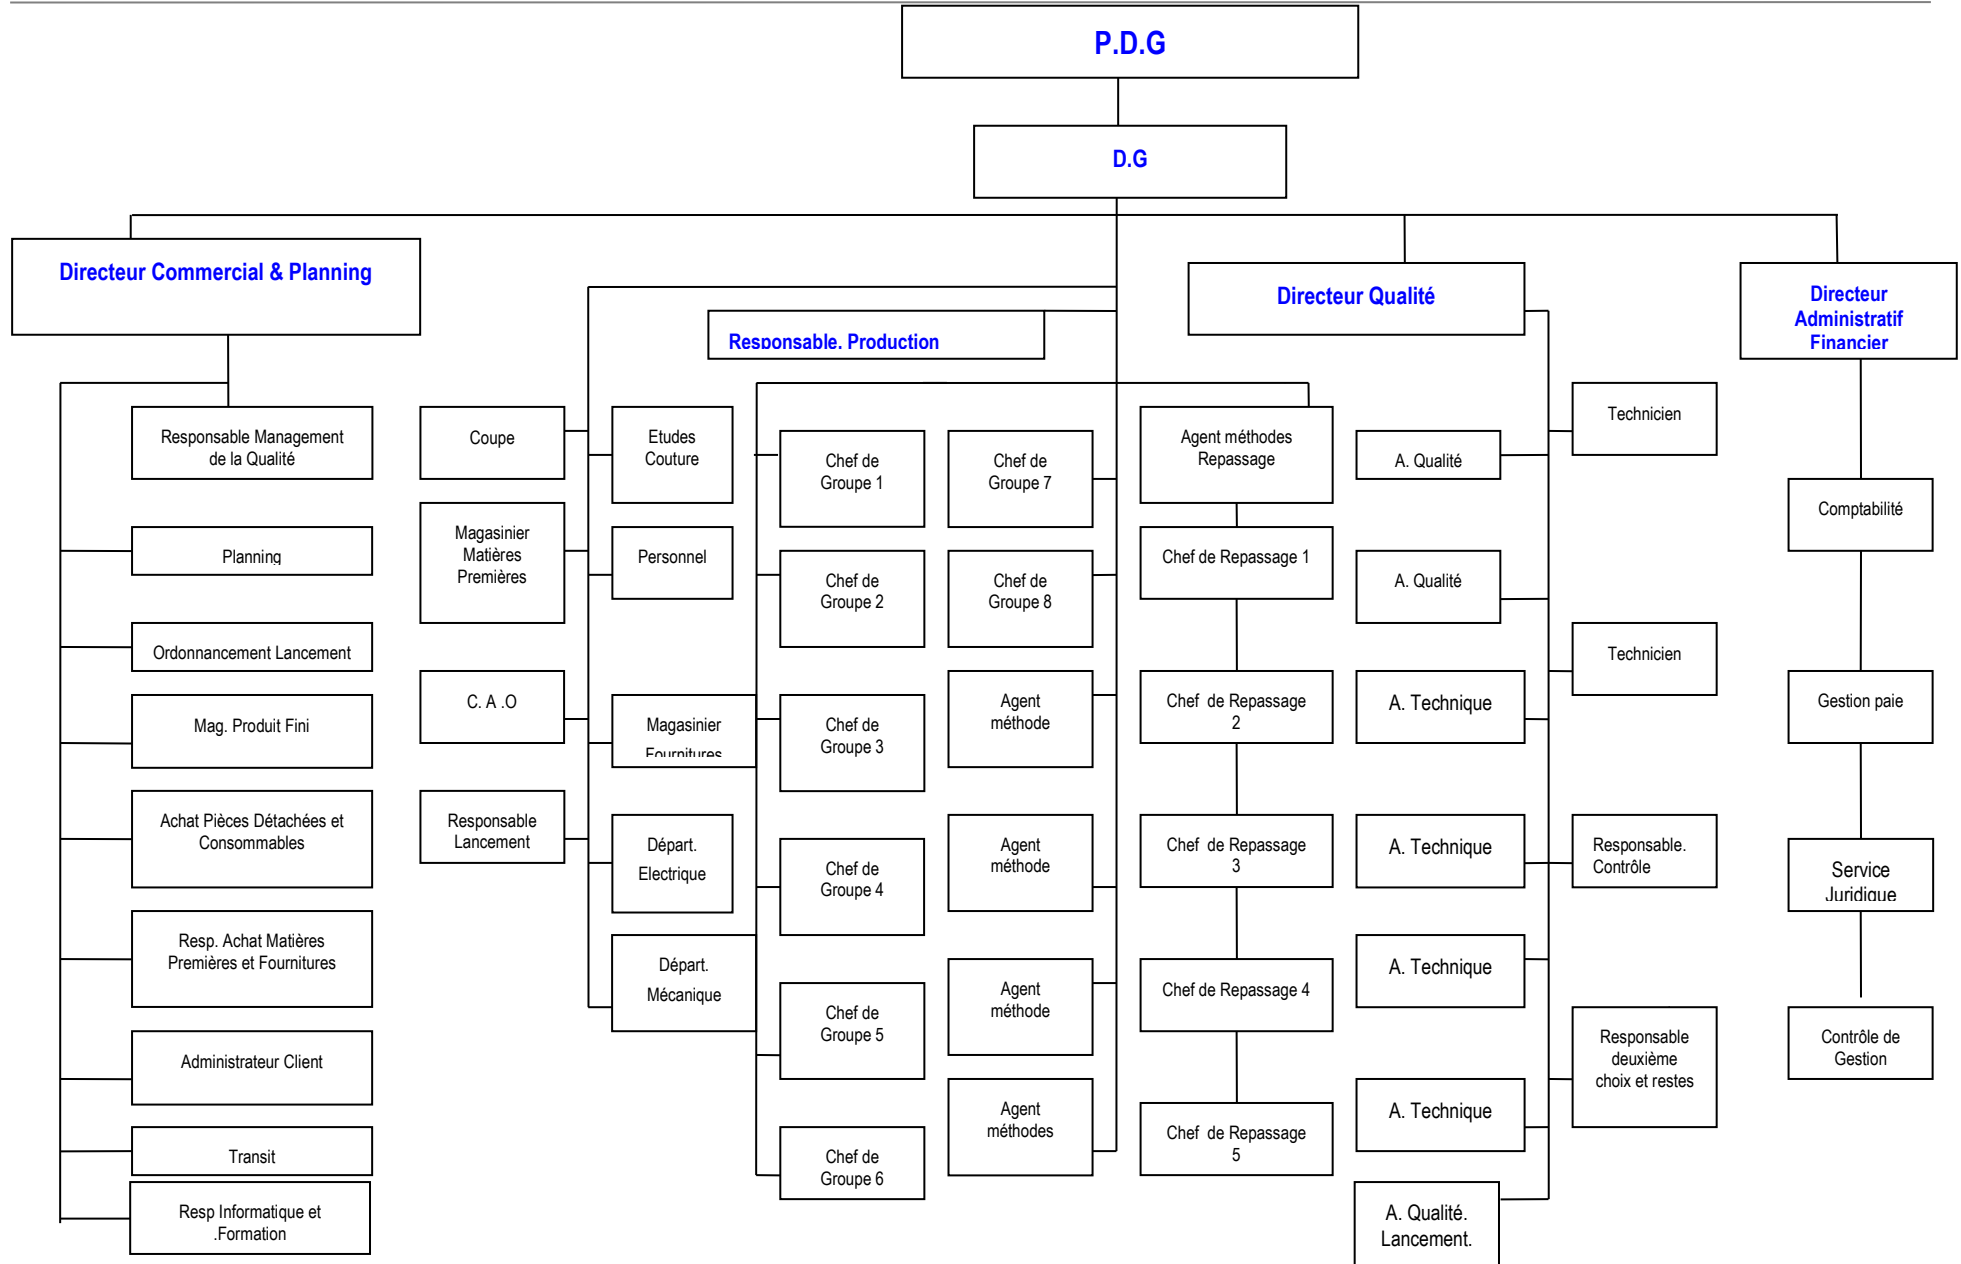 P.D.G
D.G
Directeur Commercial & Planning
Responsable Management
de la Qualité
Planning
Ordonnancement Lancement
Mag. Produit Fini
Achat Pièces Détachées et
Consommables
Resp. Achat Matières
Premières et Fournitures
Administrateur Client
Transit
Resp Informatique et
.Formation
Coupe
Magasinier
Matières
Premières
C. A .O
Responsable
Lancement
Etudes
Couture
Personnel
Magasinier
Fournitures
Départ.
Electrique
Départ.
Mécanique
Responsable. Production
Chef de
Groupe 1
Chef de
Groupe 2
Chef de
Groupe 3
Chef de
Groupe 4
Chef de
Groupe 5
Chef de
Groupe 6
Chef de
Groupe 7
Chef de
Groupe 8
Agent
méthode
Agent
méthode
Agent
méthode
Agent
méthodes
Agent méthodes
Repassage
Chef de Repassage 1
Chef de Repassage
2
Chef de Repassage
3
Chef de Repassage 4
Chef de Repassage
5
Directeur Qualité
A. Qualité
A. Qualité
A. Technique
A. Technique
A. Technique
A. Technique
A. Qualité.
Lancement.
Technicien
Technicien
Responsable.
Contrôle
Responsable
deuxième
choix et restes
Directeur
Administratif
Financier
Comptabilité
Gestion paie
Service
Juridique
Contrôle de
Gestion